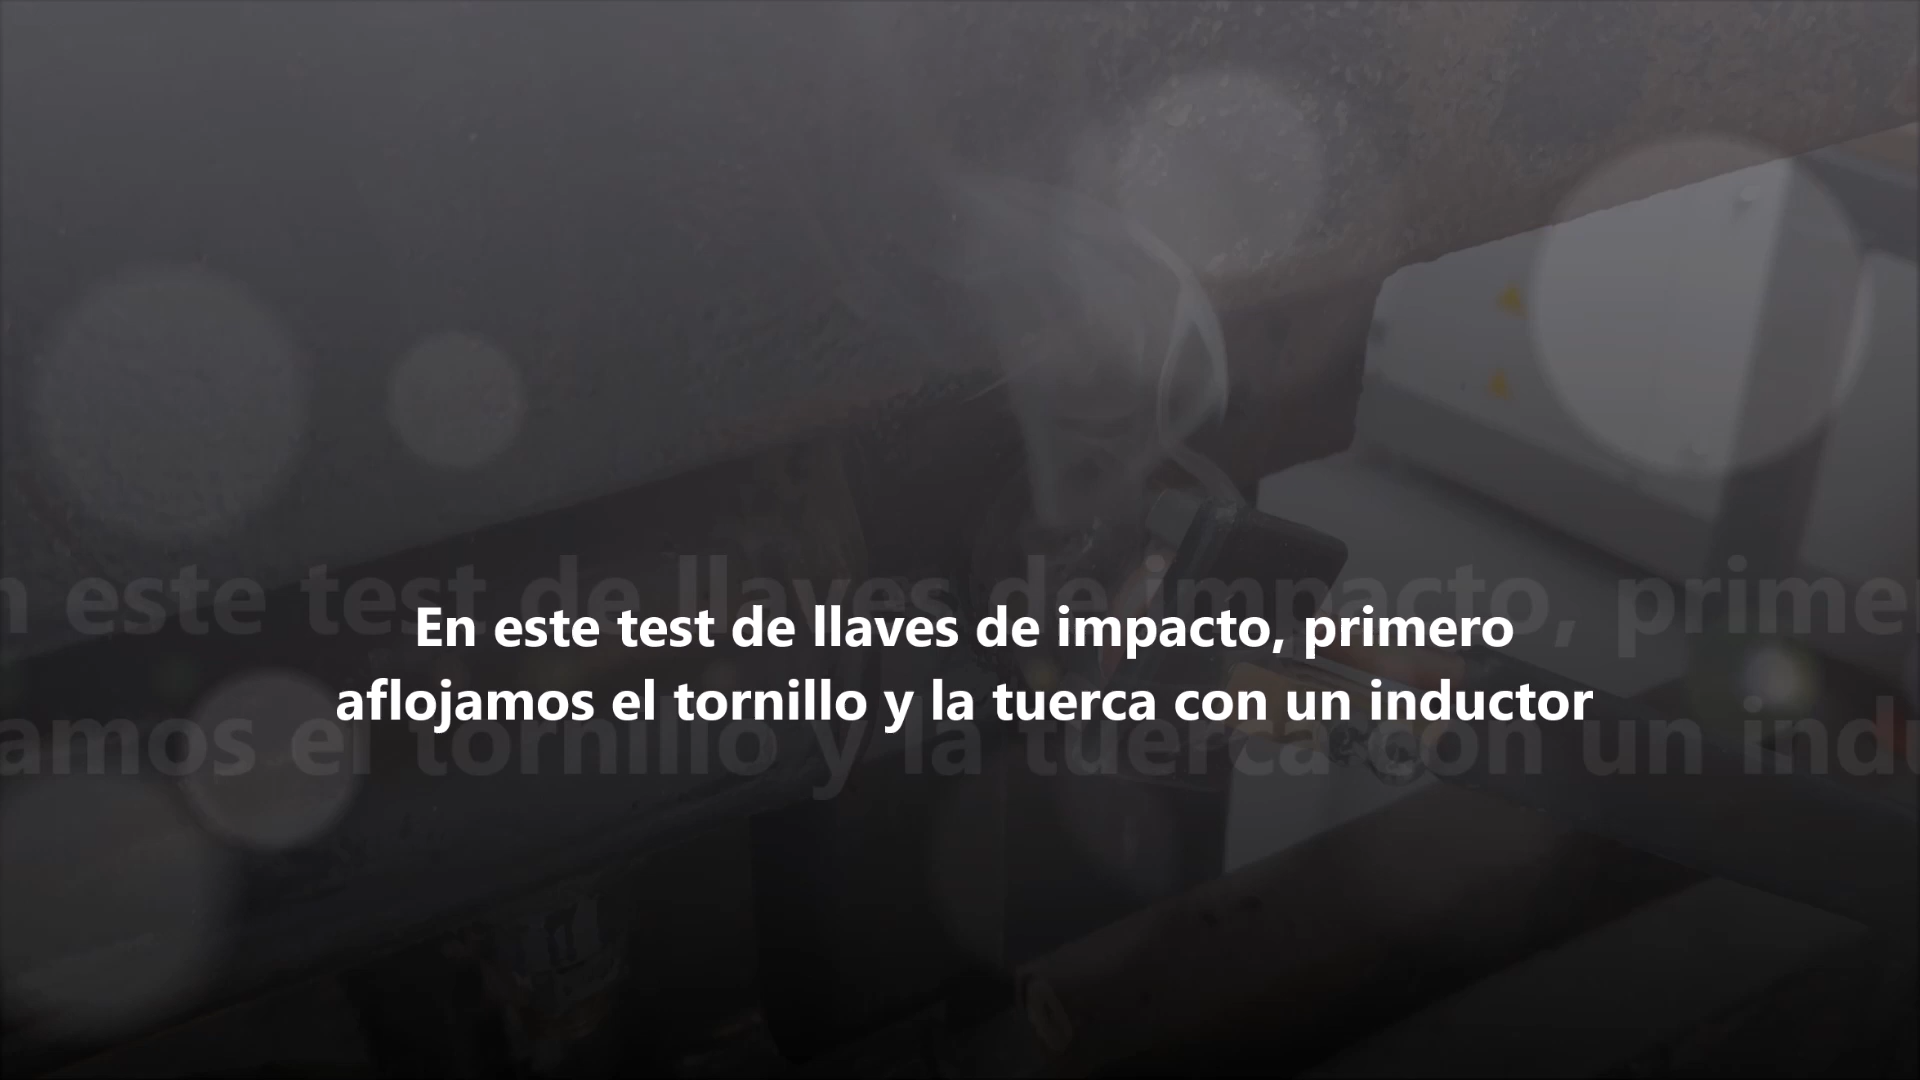 En este test de llaves de impacto, primero
aflojamos el tornillo y la tuerca con un inductor